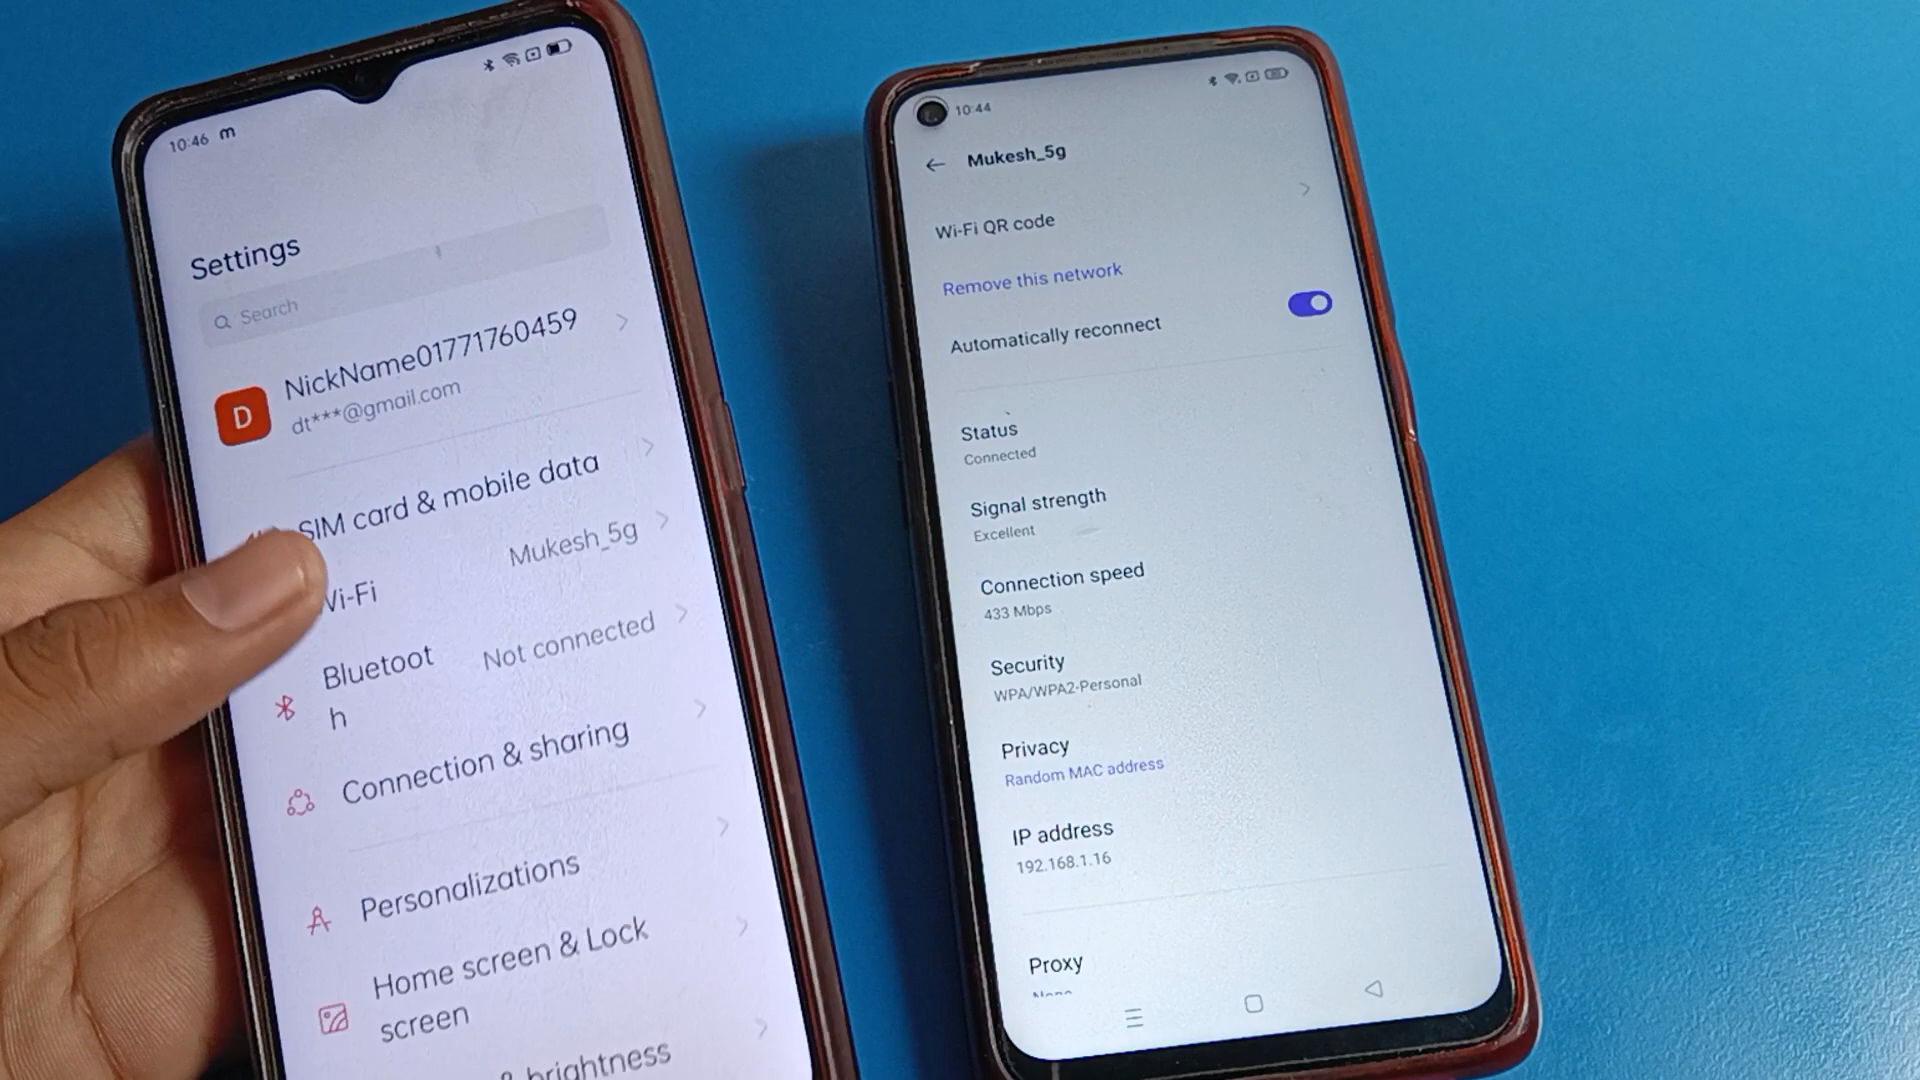 10:46 m
Settings
Search
D
NickName01771760459
dt***@gmail.com
SIM card & mobile data
Wi-Fi
Mukesh_5g
Bluetoot
h
Not connected
Connection & sharing
Personalizations
Home screen & Lock
screen
& brightness
10:44
Mukesh_5g
Wi-Fi QR code
Remove this network
Automatically reconnect
Status
Connected
Signal strength
Excellent
Connection speed
433 Mbps
Security
WPA/WPA2-Personal
Privacy
Random MAC address
IP address
192.168.1.16
Proxy
None